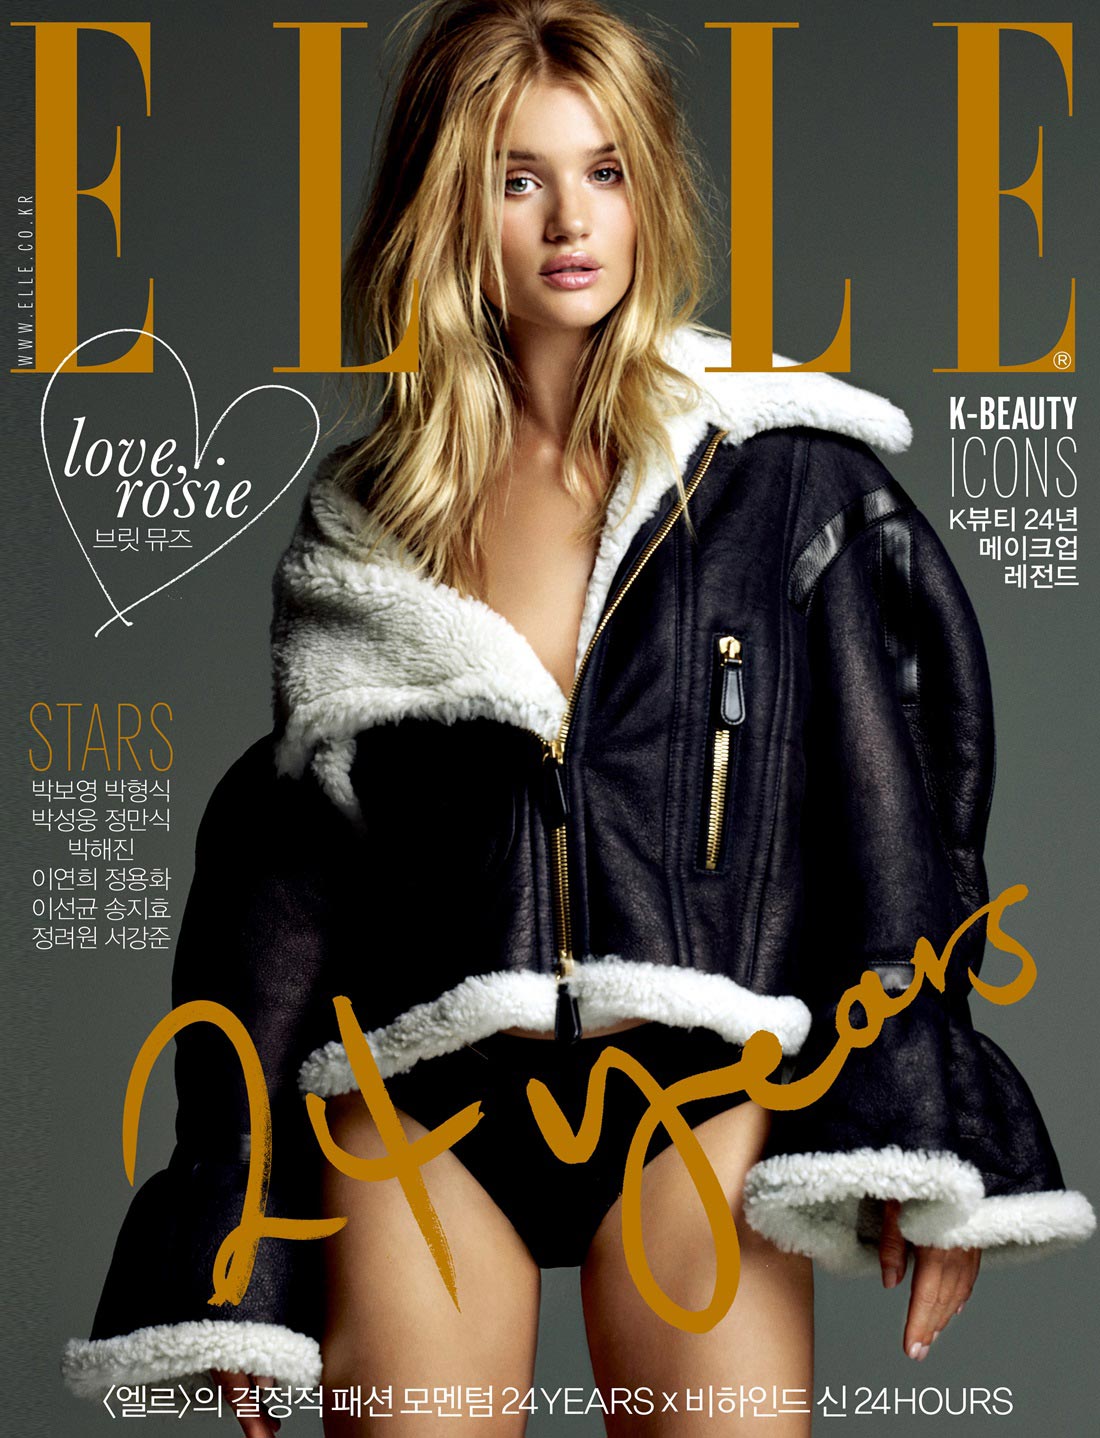 ELLE
®
WWW.ELLE.CO.KR
love,
rosie
브릿 뮤즈
K-BEAUTY
ICONS
K뷰티 24년
메이크업
레전드
STARS
박보영 박형식
박성웅 정만식
박해진
이연희 정용화
이선균 송지효
정려원 서강준
24 years
〈엘르〉의 결정적 패션 모멘텀 24YEARS x 비하인드 신 24HOURS